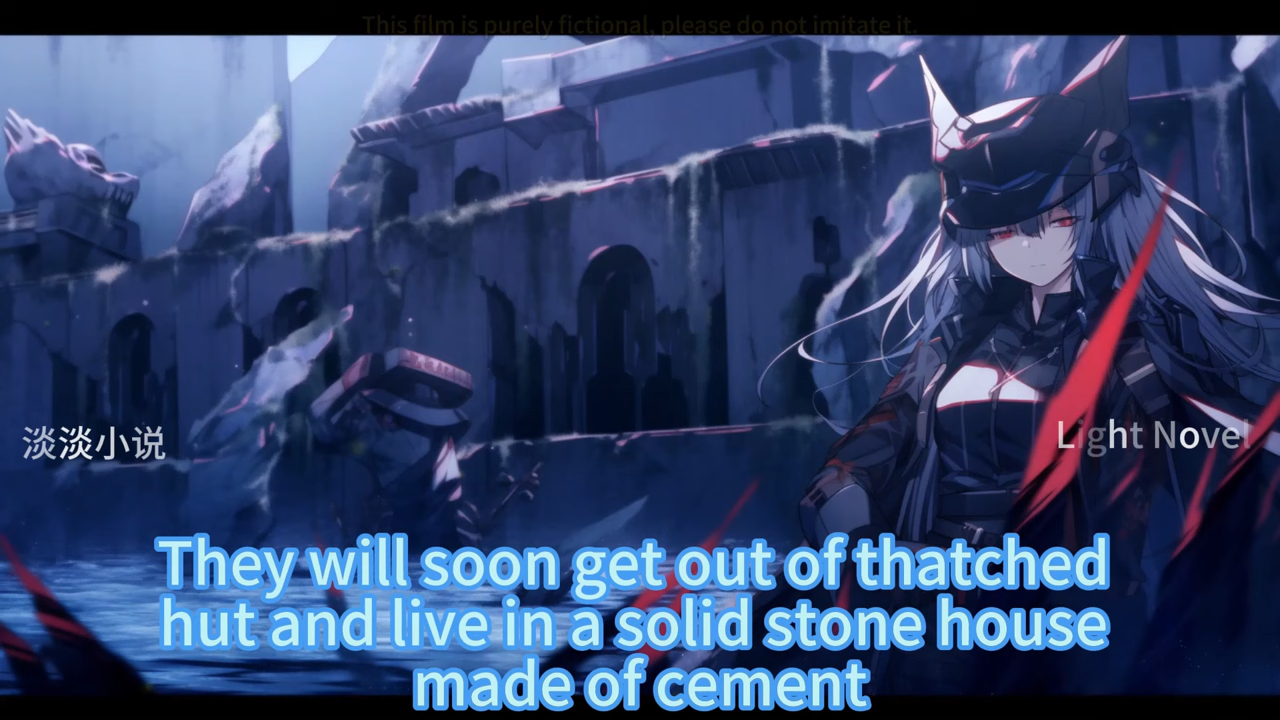 This film is purely fictional, please do not imitate it.
淡淡小说
Light Novel
They will soon get out of thatched
hut and live in a solid stone house
made of cement